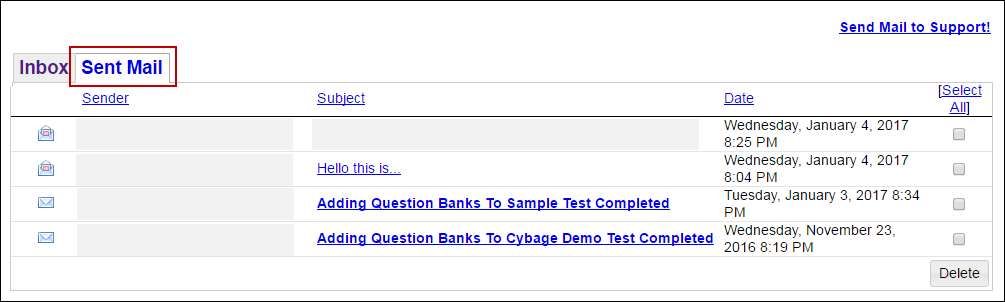 Send Mail to Support!
Inbox Sent Mail
Sender Subject Date [Select
All]
Wednesday, January 4, 2017
8:25 PM
Hello this is... Wednesday, January 4, 2017
8:04 PM
Adding Question Banks To Sample Test Completed Tuesday, January 3, 2017 8:34
PM
Adding Question Banks To Cybage Demo Test Completed Wednesday, November 23,
2016 8:19 PM
Delete